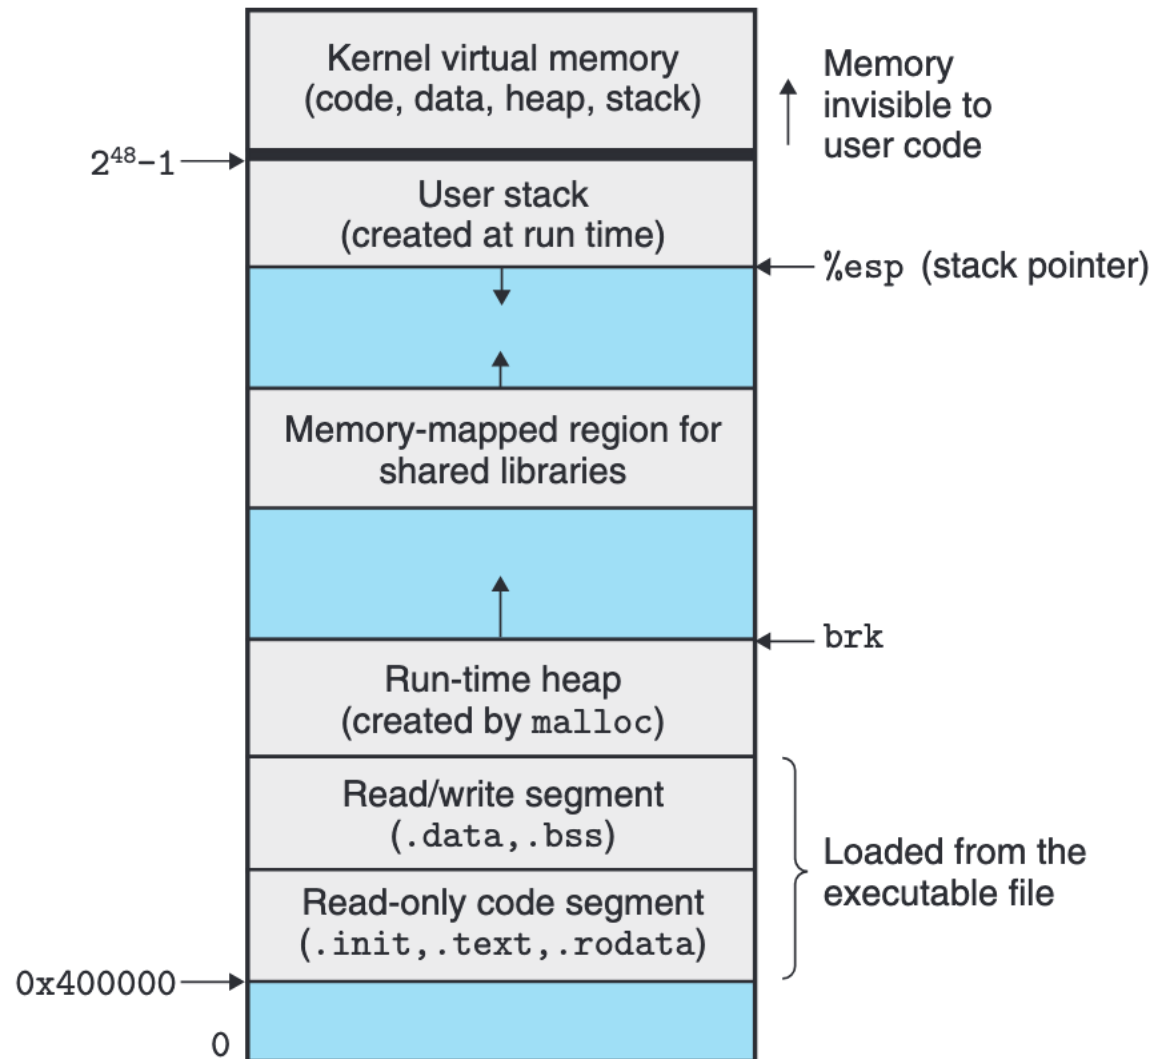 Kernel virtual memory
(code, data, heap, stack)
Memory
invisible to
user code
2⁴⁸−1
User stack
(created at run time)
%esp (stack pointer)
Memory-mapped region for
shared libraries
brk
Run-time heap
(created by malloc)
Read/write segment
(.data,.bss)
Loaded from the
executable file
Read-only code segment
(.init,.text,.rodata)
0x400000
0